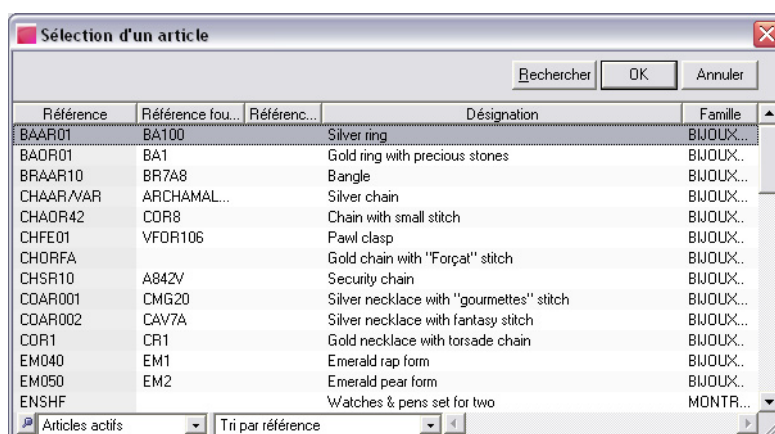 Sélection d'un article
Rechercher OK Annuler
Référence Référence fou... Référenc... Désignation Famille
BAAR01 BA100 Silver ring BIJOUX...
BAOR01 BA1 Gold ring with precious stones BIJOUX..
BRAAR10 BR7A8 Bangle BIJOUX...
CHAAR/VAR ARCHAMAL... Silver chain BIJOUX...
CHAOR42 COR8 Chain with small stitch BIJOUX..
CHFE01 VFOR106 Pawl clasp BIJOUX..
CHORFA Gold chain with "Forçat" stitch BIJOUX..
CHSR10 A842V Security chain BIJOUX..
COAR001 CMG20 Silver necklace with "gourmettes" stitch BIJOUX...
COAR002 CAV7A Silver necklace with fantasy stitch BIJOUX...
COR1 CR1 Gold necklace with torsade chain BIJOUX..
EM040 EM1 Emerald rap form BIJOUX..
EM050 EM2 Emerald pear form BIJOUX..
ENSHF Watches & pens set for two MONTR...
Articles actifs Tri par référence